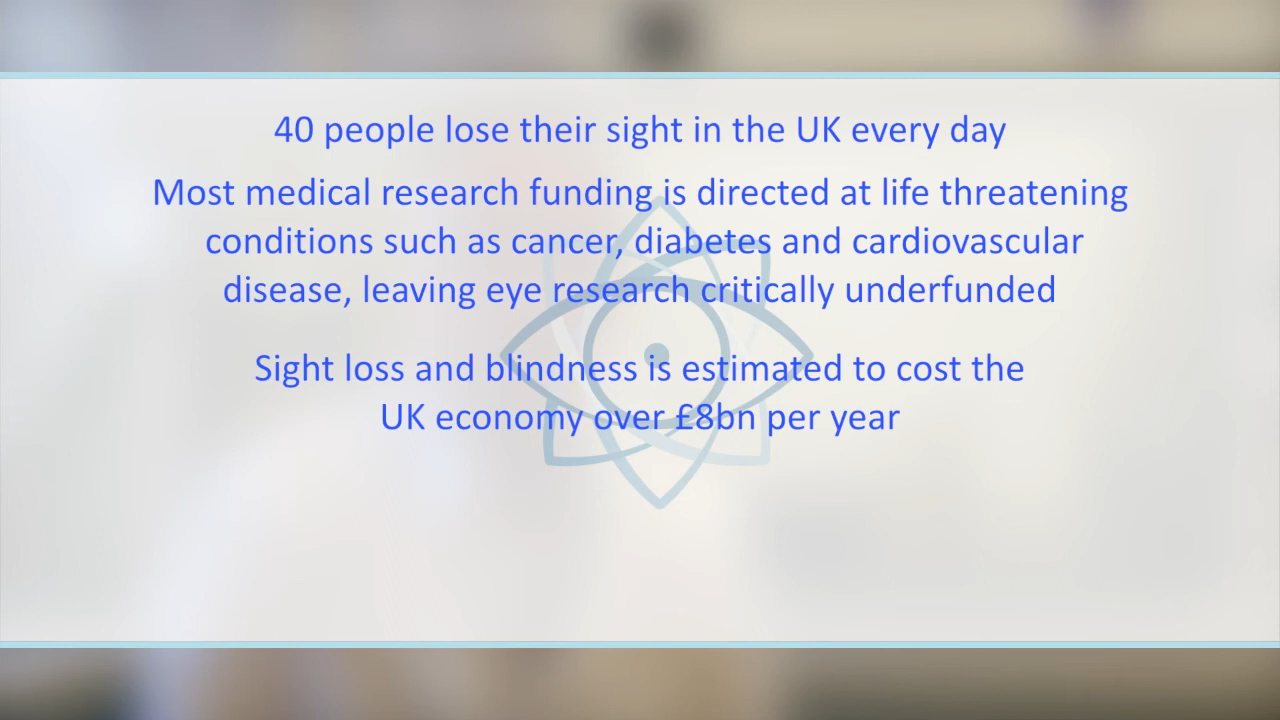 40 people lose their sight in the UK every day
Most medical research funding is directed at life threatening
conditions such as cancer, diabetes and cardiovascular
disease, leaving eye research critically underfunded
Sight loss and blindness is estimated to cost the
UK economy over £8bn per year